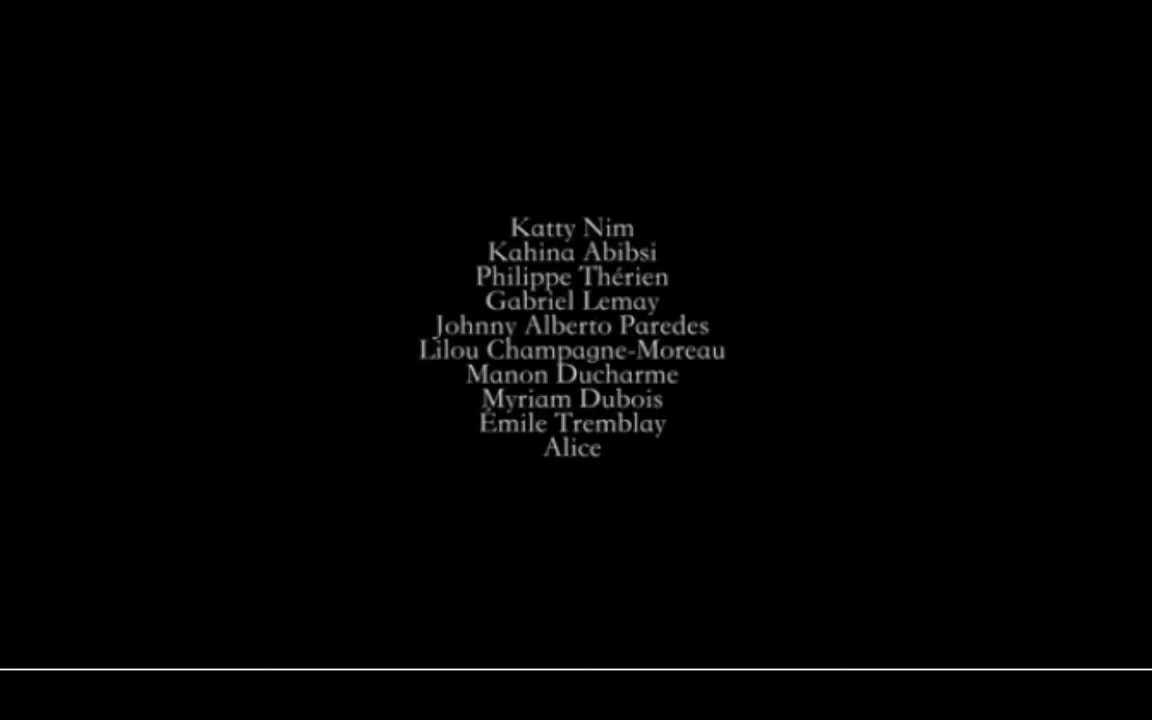 Katty Nim
Kahina Abibsi
Philippe Thérien
Gabriel Lemay
Johnny Alberto Paredes
Lilou Champagne-Moreau
Manon Ducharme
Myriam Dubois
Émile Tremblay
Alice